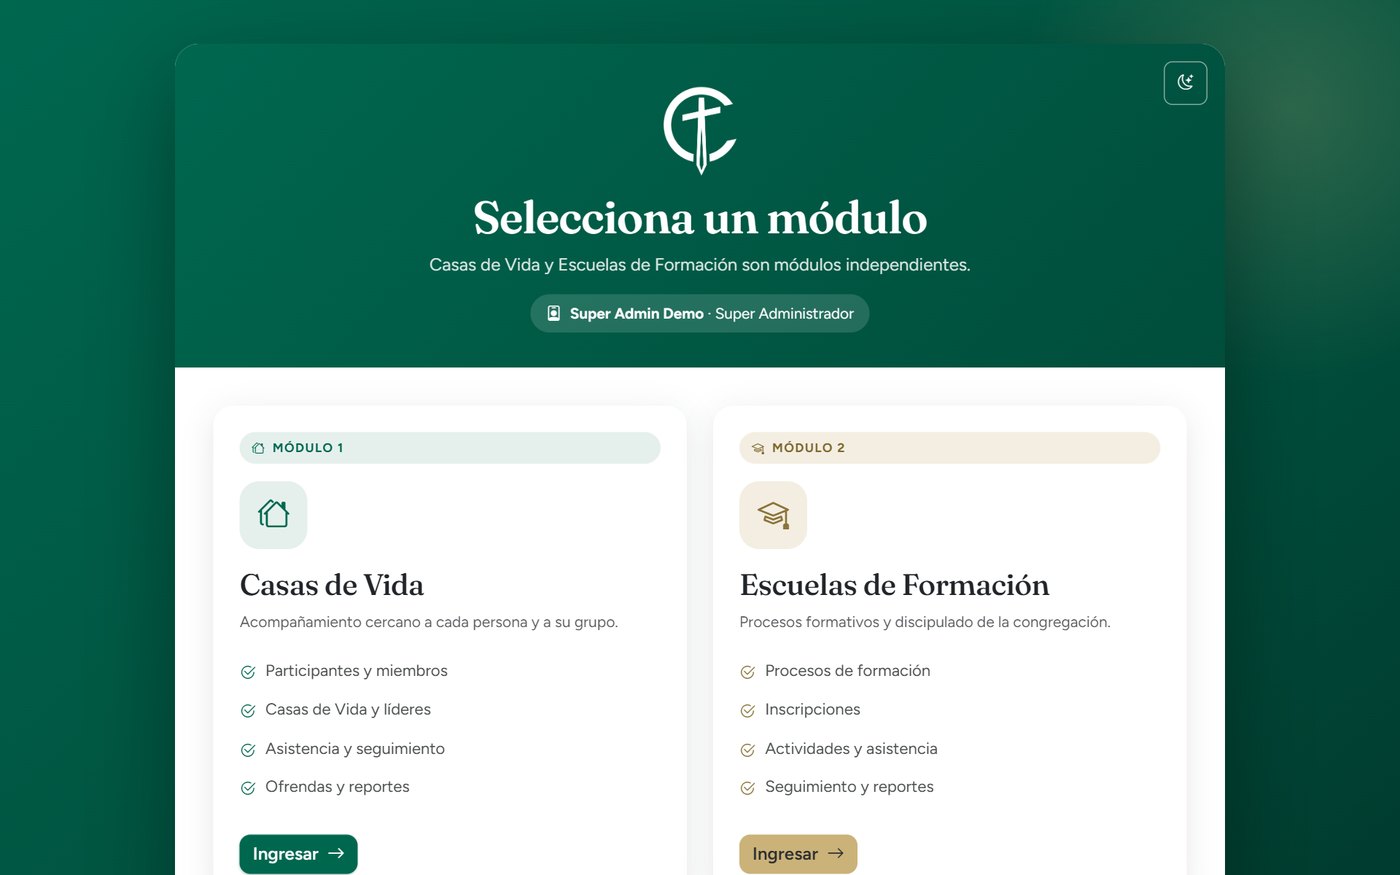 Selecciona un módulo
Casas de Vida y Escuelas de Formación son módulos independientes.
Super Admin Demo · Super Administrador
MÓDULO 1
Casas de Vida
Acompañamiento cercano a cada persona y a su grupo.
Participantes y miembros
Casas de Vida y líderes
Asistencia y seguimiento
Ofrendas y reportes
Ingresar →
MÓDULO 2
Escuelas de Formación
Procesos formativos y discipulado de la congregación.
Procesos de formación
Inscripciones
Actividades y asistencia
Seguimiento y reportes
Ingresar →